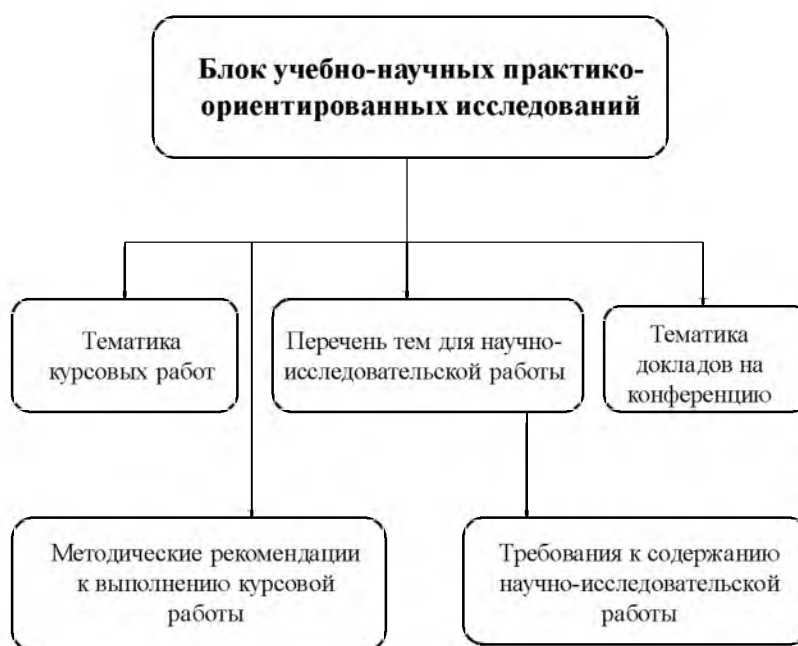 Блок учебно-научных практико-
ориентированных исследований
Тематика
курсовых работ
Перечень тем для научно-
исследовательской работы
Тематика
докладов на
конференцию
Методические рекомендации
к выполнению курсовой
работы
Требования к содержанию
научно-исследовательской
работы